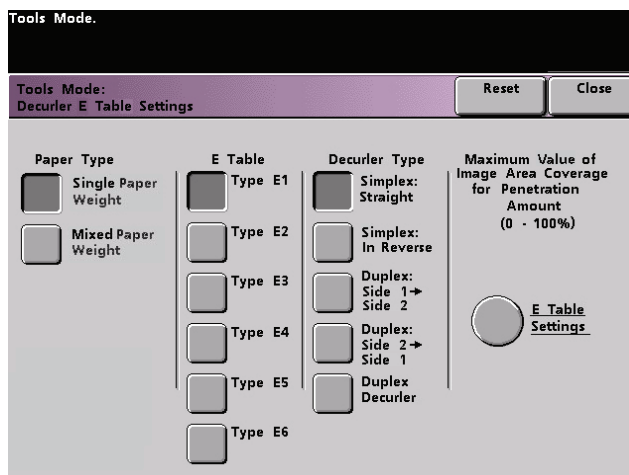 Tools Mode.
Tools Mode:
Decurler E Table Settings
Reset
Close
Paper Type
Single Paper
Weight
Mixed Paper
Weight
E Table
Type E1
Type E2
Type E3
Type E4
Type E5
Type E6
Decurler Type
Simplex:
Straight
Simplex:
In Reverse
Duplex:
Side 1→
Side 2
Duplex:
Side 2→
Side 1
Duplex
Decurler
Maximum Value of
Image Area Coverage
for Penetration
Amount
(0 - 100%)
E Table
Settings